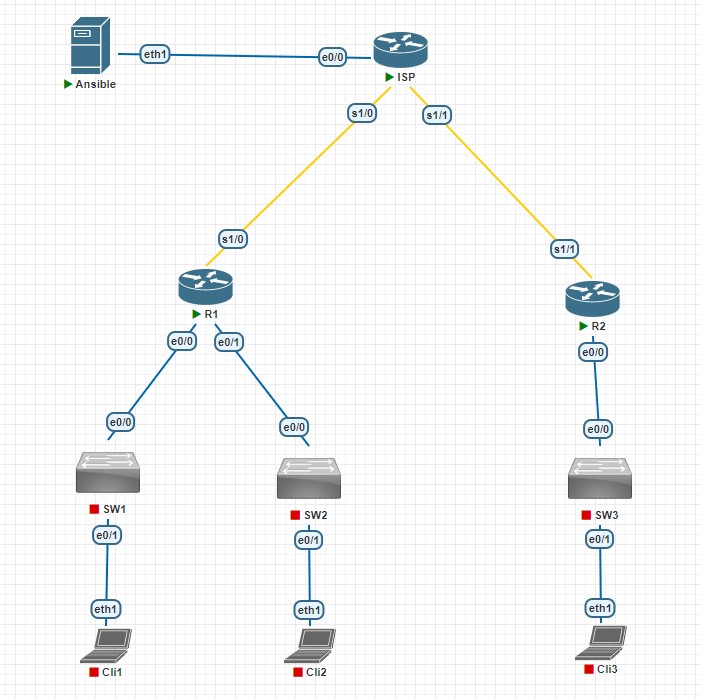 eth1
e0/0
Ansible
ISP
s1/0
s1/1
s1/0
s1/1
R1
R2
e0/0
e0/1
e0/0
e0/0
e0/0
e0/0
SW1
SW2
SW3
e0/1
e0/1
e0/1
eth1
eth1
eth1
Cli1
Cli2
Cli3